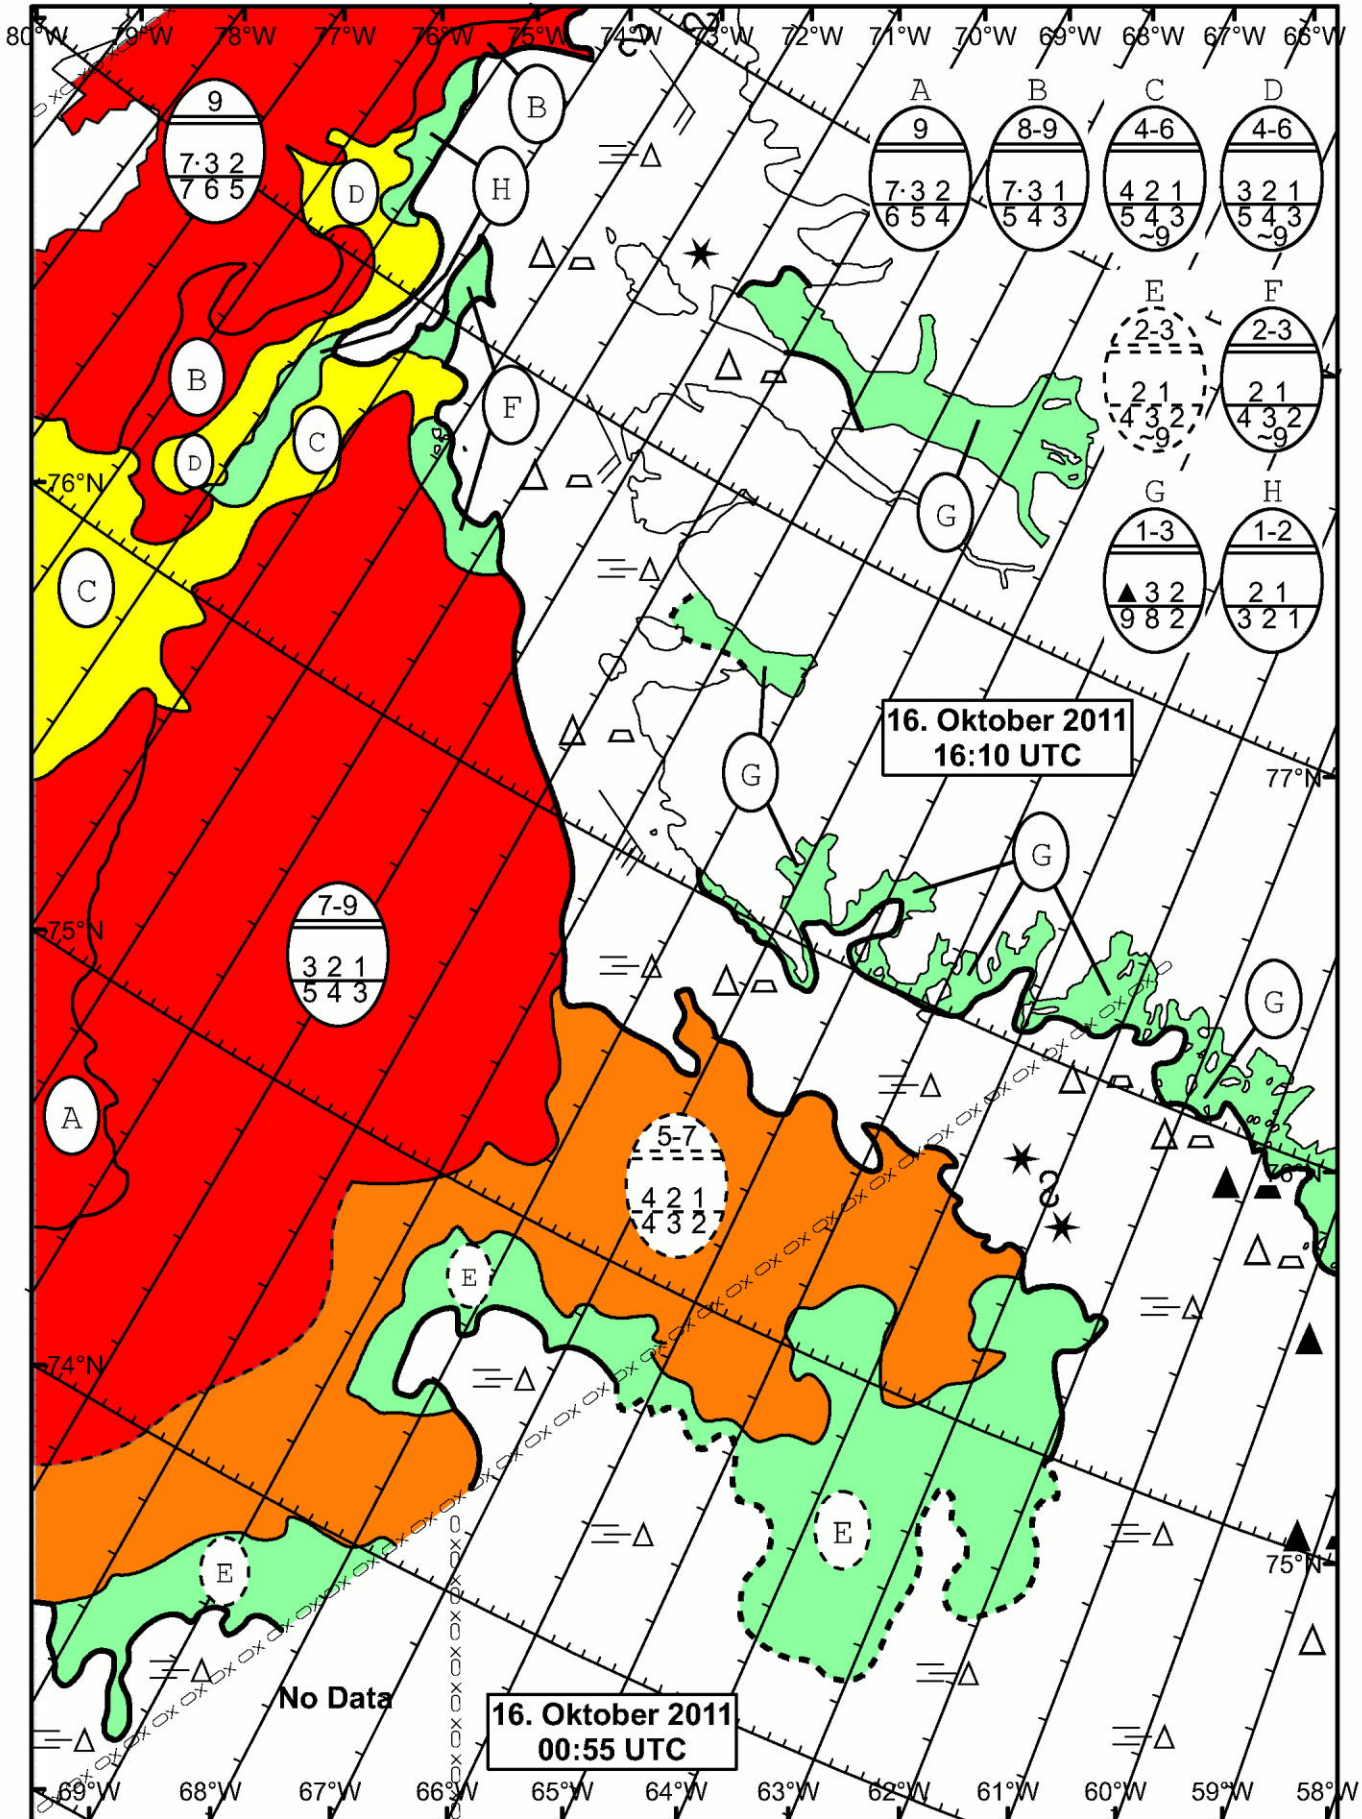 80°W 79°W 78°W 77°W 76°W 75°W 74°W 73°W 72°W 71°W 70°W 69°W 68°W 67°W 66°W
A B C D
9 8-9 4-6 4-6
7·3 2 7·3 1 4 2 1 3 2 1
6 5 4 5 4 3 5 4 3 5 4 3
~9 ~9
9
7·3 2
7 6 5
B
D
H
E F
2-3 2-3
2 1 2 1
4 3 2 4 3 2
~9 ~9
B
F
D
C
76°N
G
G H
1-3 1-2
▲ 3 2 2 1
9 8 2 3 2 1
C
16. Oktober 2011
16:10 UTC
G
77°N
G
7-9
3 2 1
5 4 3
75°N
G
A
5-7
4 2 1
4 3 2
76°N
E
74°N
E
75°N
E
No Data
16. Oktober 2011
00:55 UTC
69°W 68°W 67°W 66°W 65°W 64°W 63°W 62°W 61°W 60°W 59°W 58°W